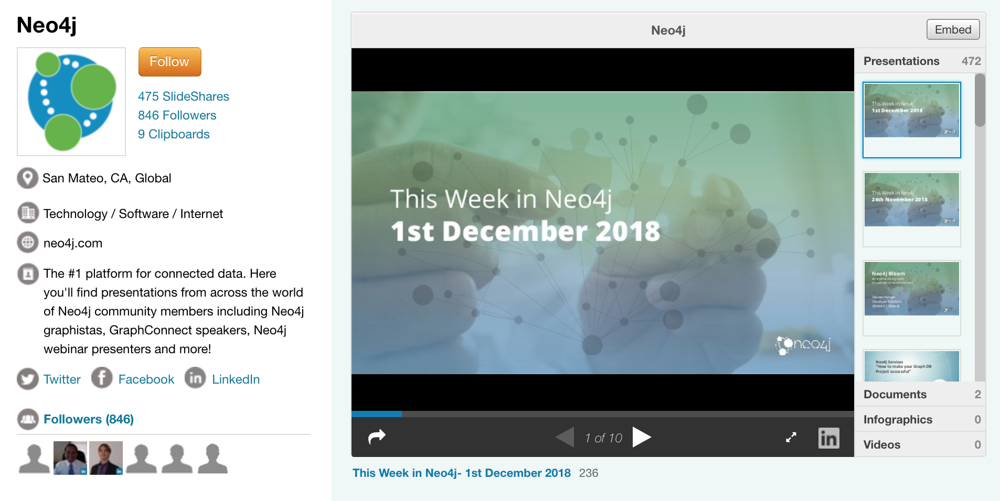 Neo4j
Follow
475 SlideShares
846 Followers
9 Clipboards
San Mateo, CA, Global
Technology / Software / Internet
neo4j.com
The #1 platform for connected data. Here
you'll find presentations from across the world
of Neo4j community members including Neo4j
graphistas, GraphConnect speakers, Neo4j
webinar presenters and more!
Twitter Facebook LinkedIn
Followers (846)
Neo4j
Embed
This Week in Neo4j
1st December 2018
neo4j
1 of 10
in
This Week in Neo4j- 1st December 2018 236
Presentations 472
This Week in Neo4j
1st December 2018
This Week in Neo4j
24th November 2018
Neo4j Bloom
an interactive graph
visualization environment
Michael Hunger
Developer Relations
Neo4j Services
"How to make your Graph DB
Project successful"
Documents 2
Infographics 0
Videos 0